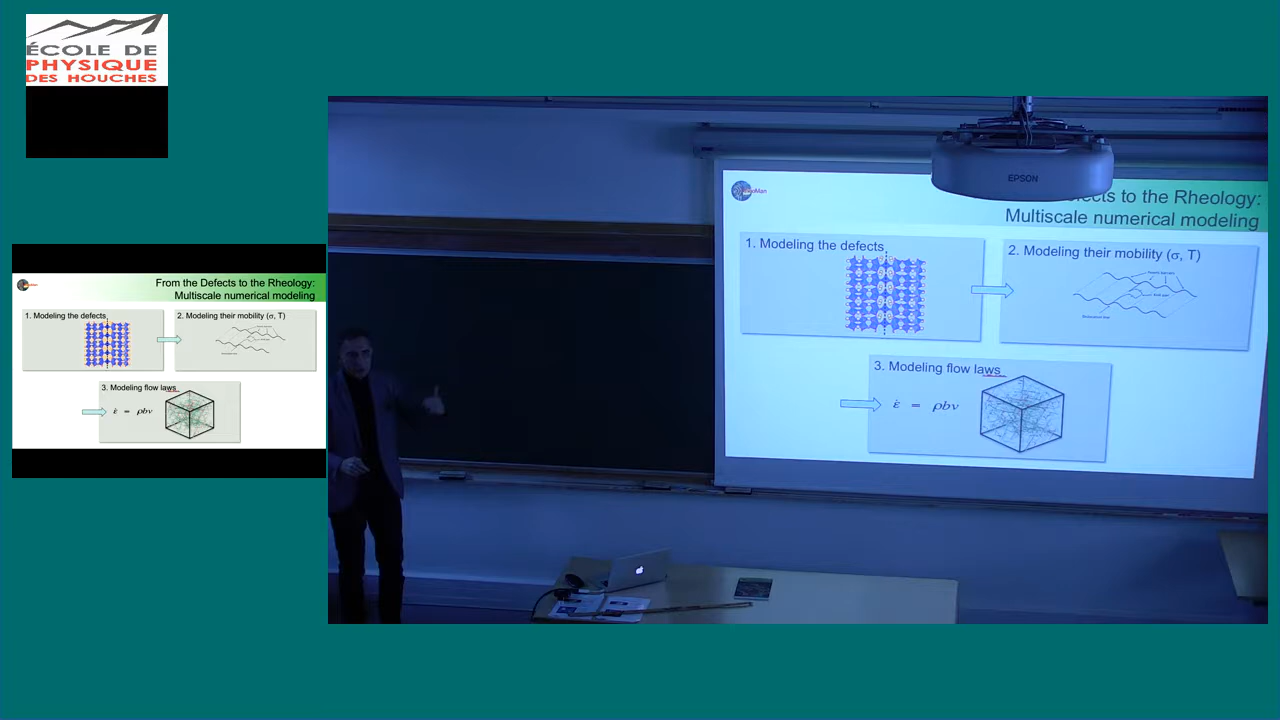 ÉCOLE DE
PHYSIQUE
DES HOUCHES
From the Defects to the Rheology:
Multiscale numerical modeling
1. Modeling the defects
2. Modeling their mobility (σ, T)
3. Modeling flow laws
ε̇ = ρbv
EPSON
to the Rheology:
Multiscale numerical modeling
1. Modeling the defects
2. Modeling their mobility (σ, T)
3. Modeling flow laws
ε̇ = ρbv